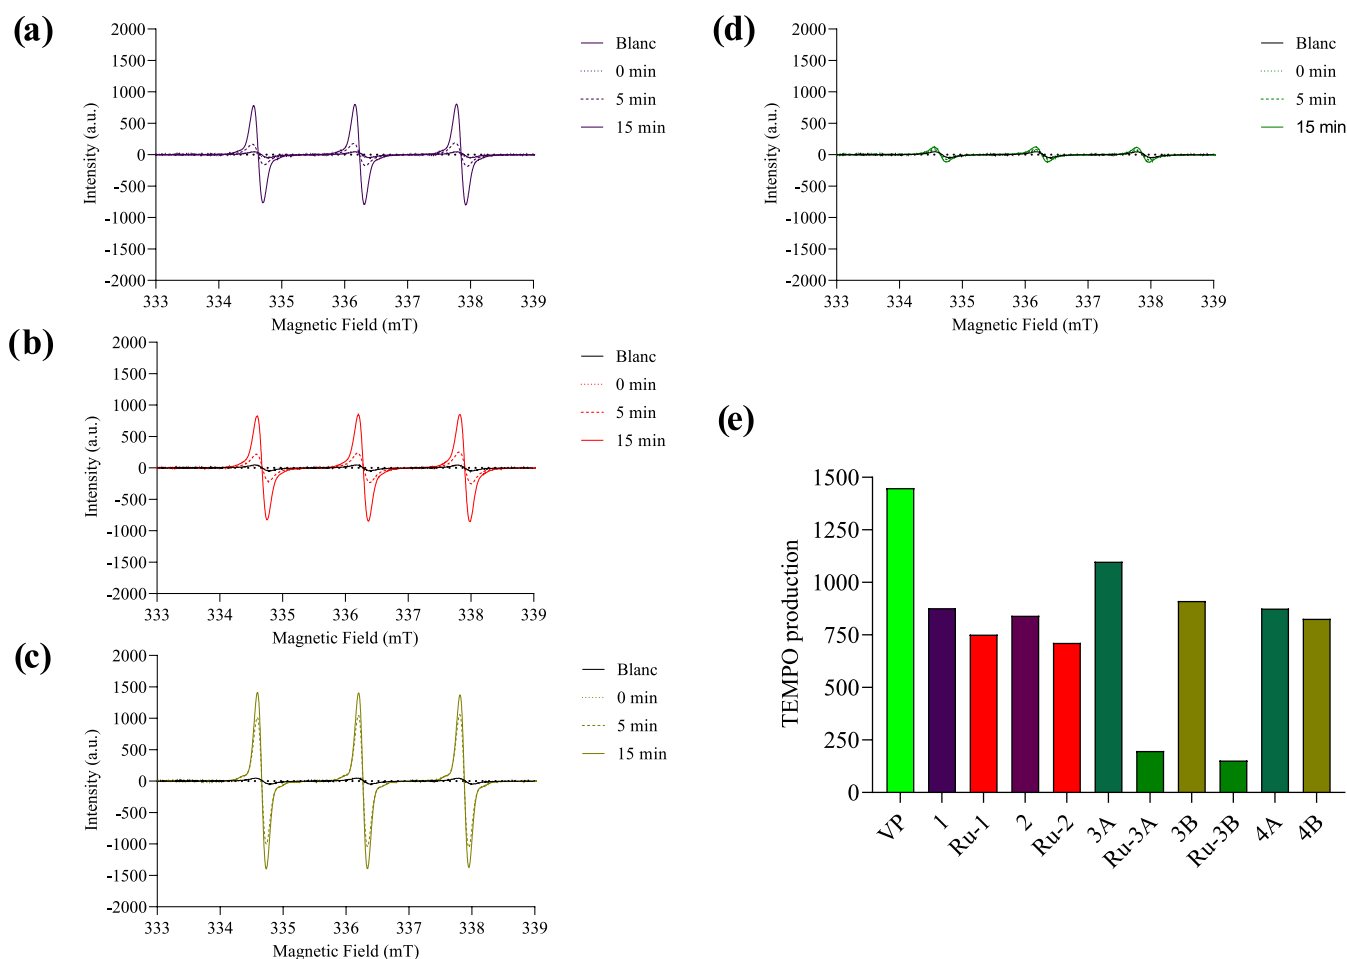 (a)
2000
1500
1000
500
0
-500
-1000
-1500
-2000
Intensity (a.u.)
333 334 335 336 337 338 339
Magnetic Field (mT)
Blanc
0 min
5 min
15 min
(d)
2000
1500
1000
500
0
-500
-1000
-1500
-2000
Intensity (a.u.)
333 334 335 336 337 338 339
Magnetic Field (mT)
Blanc
0 min
5 min
15 min
(b)
2000
1500
1000
500
0
-500
-1000
-1500
-2000
Intensity (a.u.)
333 334 335 336 337 338 339
Magnetic Field (mT)
Blanc
0 min
5 min
15 min
(c)
2000
1500
1000
500
0
-500
-1000
-1500
-2000
Intensity (a.u.)
333 334 335 336 337 338 339
Magnetic Field (mT)
Blanc
0 min
5 min
15 min
(e)
1500
1250
1000
750
500
250
0
TEMPO production
VP 1 Ru-1 2 Ru-2 3A Ru-3A 3B Ru-3B 4A 4B